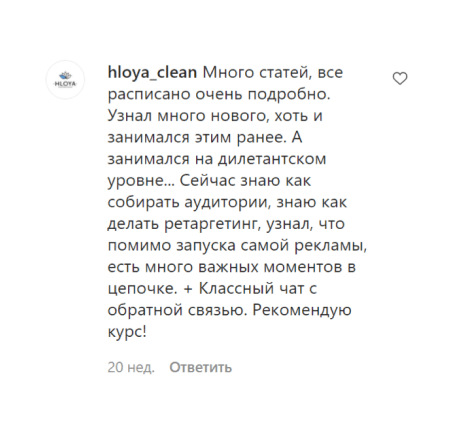 hloya_clean Много статей, все
расписано очень подробно.
Узнал много нового, хоть и
занимался этим ранее. А
занимался на дилетантском
уровне... Сейчас знаю как
собирать аудитории, знаю как
делать ретаргетинг, узнал, что
помимо запуска самой рекламы,
есть много важных моментов в
цепочке. + Классный чат с
обратной связью. Рекомендую
курс!
20 нед. Ответить
HLOYA